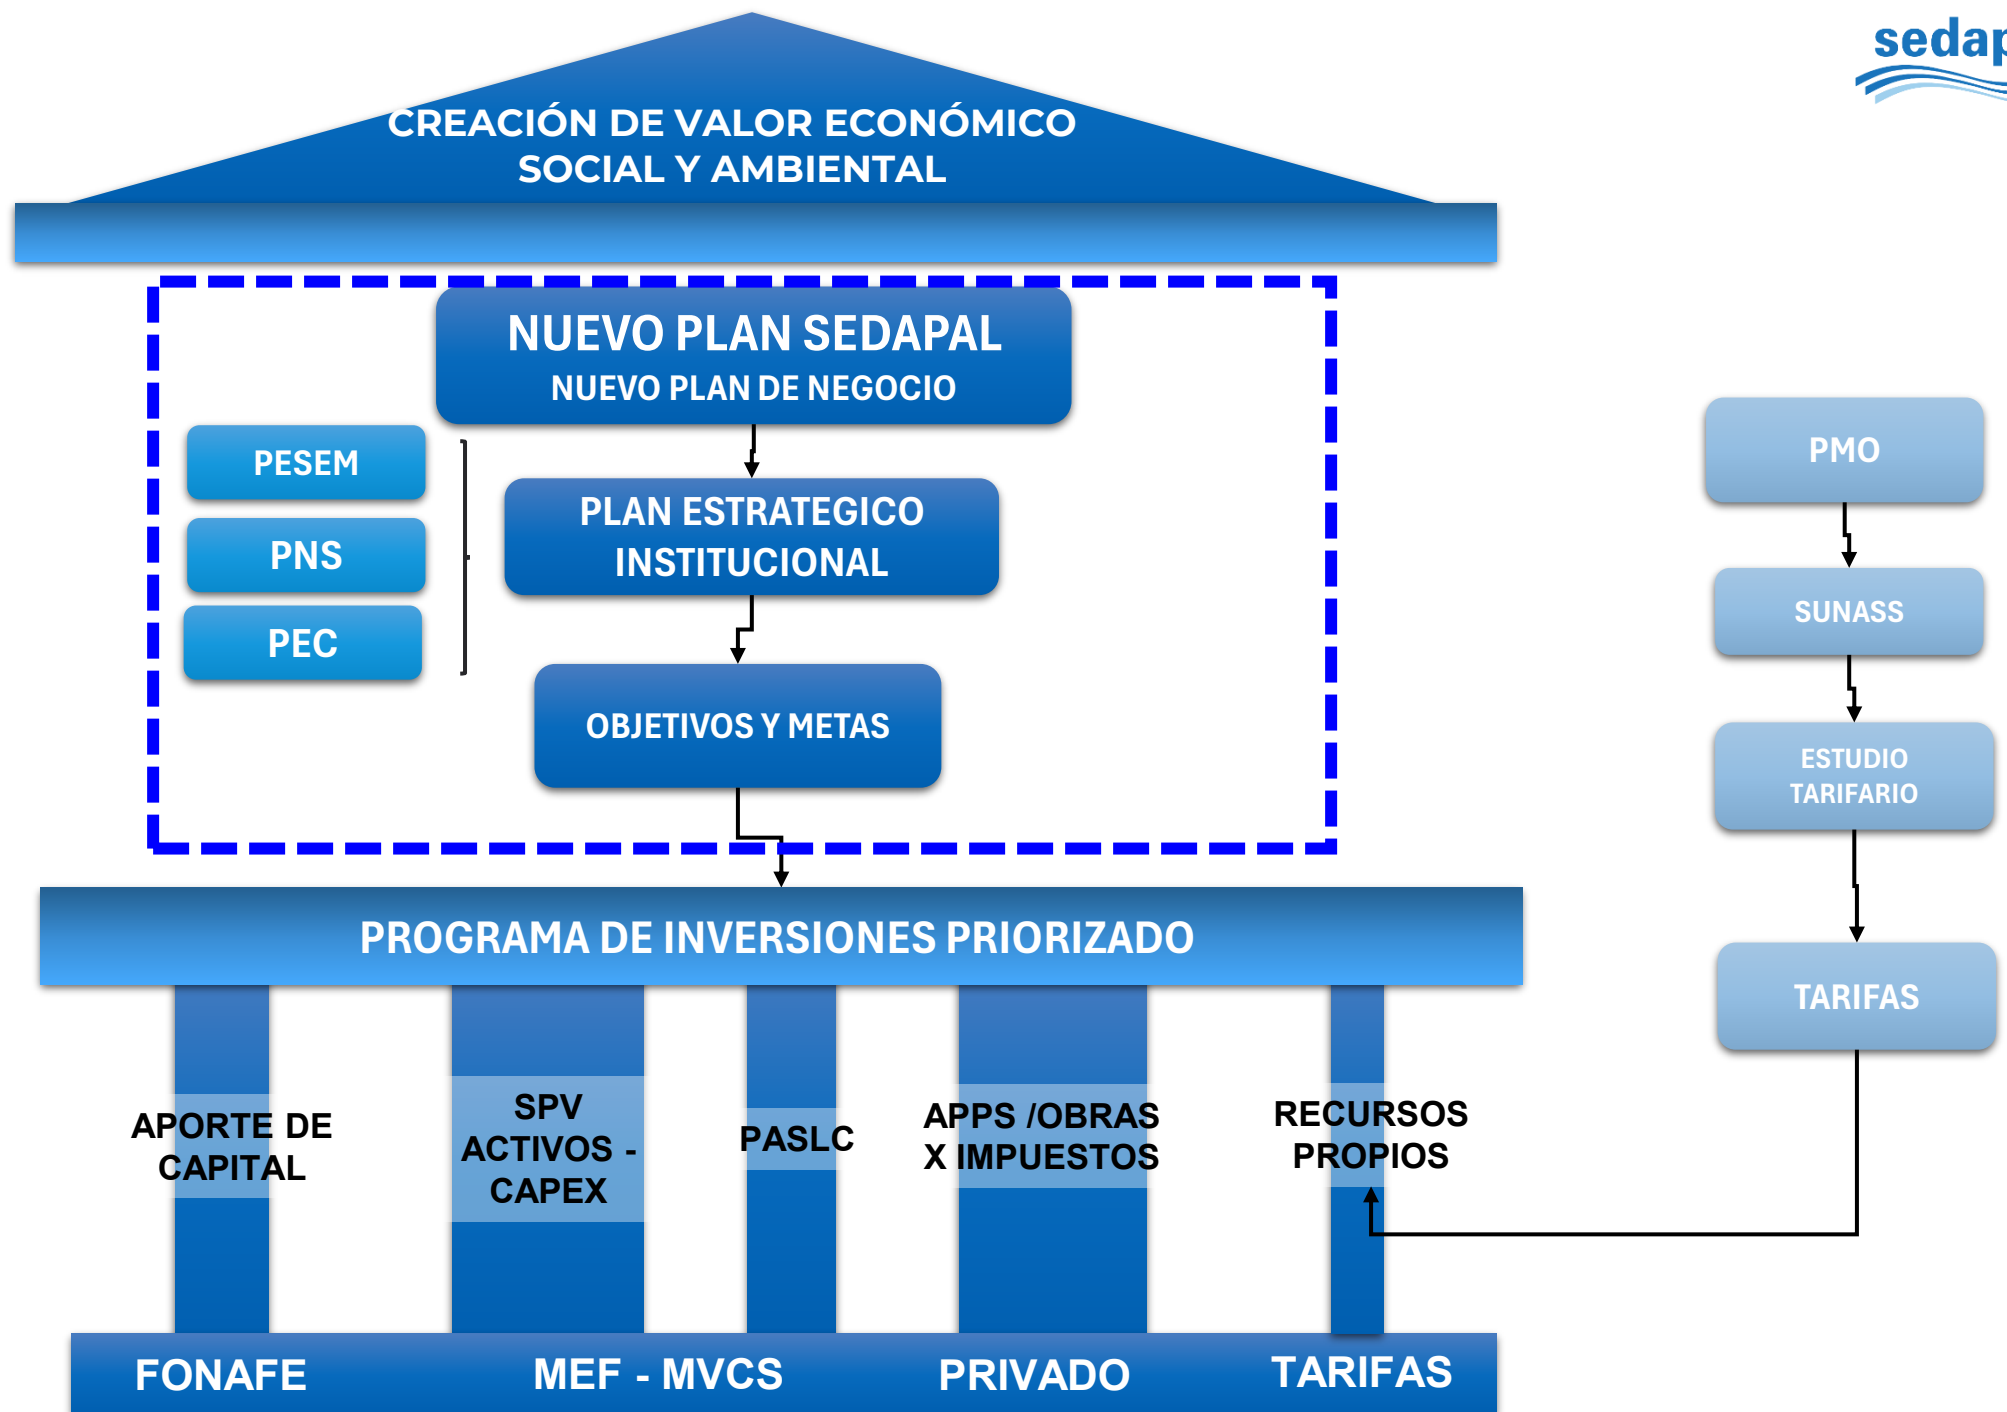 sedap
CREACIÓN DE VALOR ECONÓMICO
SOCIAL Y AMBIENTAL
NUEVO PLAN SEDAPAL
NUEVO PLAN DE NEGOCIO
PESEM
PNS
PEC
PLAN ESTRATEGICO
INSTITUCIONAL
OBJETIVOS Y METAS
PMO
SUNASS
ESTUDIO
TARIFARIO
TARIFAS
PROGRAMA DE INVERSIONES PRIORIZADO
APORTE DE
CAPITAL
SPV
ACTIVOS -
CAPEX
PASLC
APPS /OBRAS
X IMPUESTOS
RECURSOS
PROPIOS
FONAFE
MEF - MVCS
PRIVADO
TARIFAS